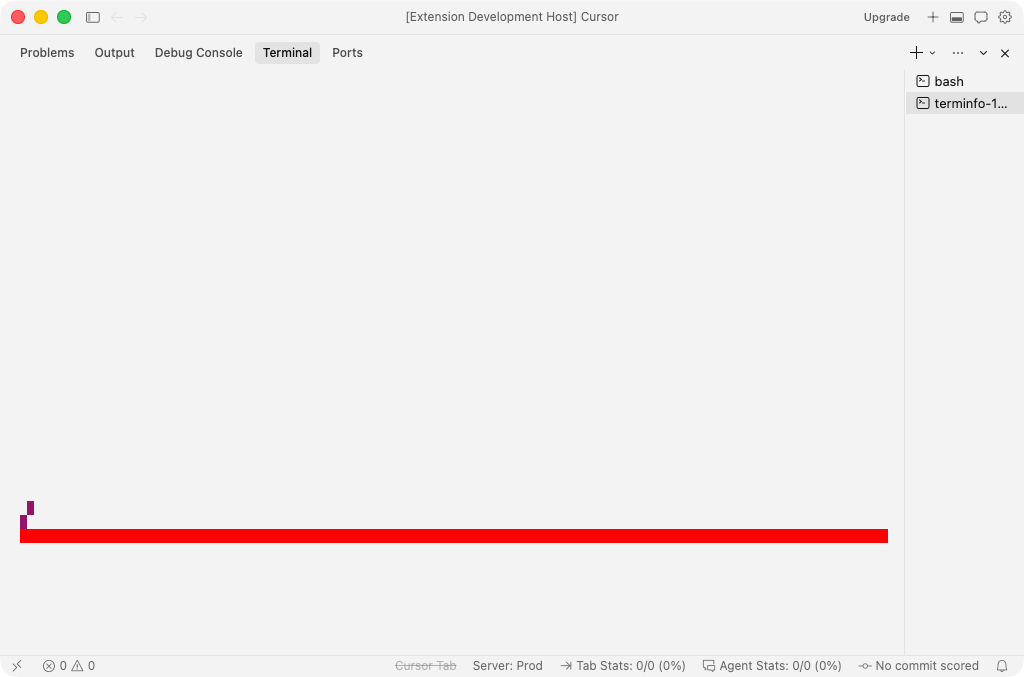 [Extension Development Host] Cursor
Upgrade
Problems Output Debug Console Terminal Ports
bash
terminfo-1...
0 0
Cursor Tab Server: Prod Tab Stats: 0/0 (0%) Agent Stats: 0/0 (0%) No commit scored